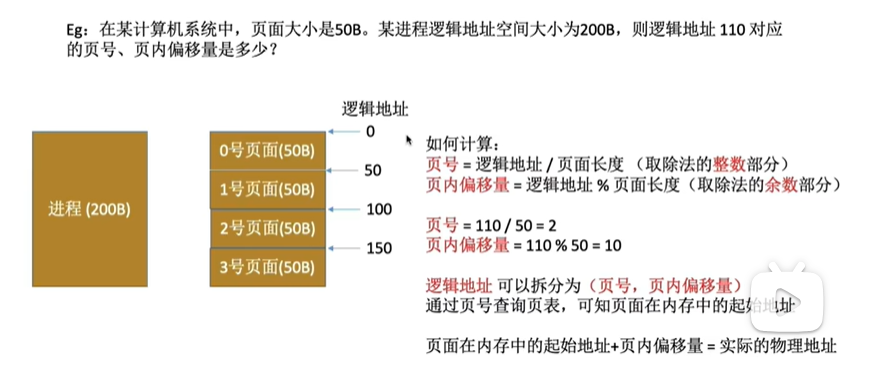 Eg：在某计算机系统中，页面大小是50B。某进程逻辑地址空间大小为200B，则逻辑地址 110 对应
的页号、页内偏移量是多少？
逻辑地址
进程 (200B)
0号页面(50B)
1号页面(50B)
2号页面(50B)
3号页面(50B)
0
50
100
150
如何计算：
页号 = 逻辑地址 / 页面长度 （取除法的整数部分）
页内偏移量 = 逻辑地址 % 页面长度（取除法的余数部分）
页号 = 110 / 50 = 2
页内偏移量 = 110 % 50 = 10
逻辑地址 可以拆分为（页号，页内偏移量）
通过页号查询页表，可知页面在内存中的起始地址
页面在内存中的起始地址+页内偏移量 = 实际的物理地址